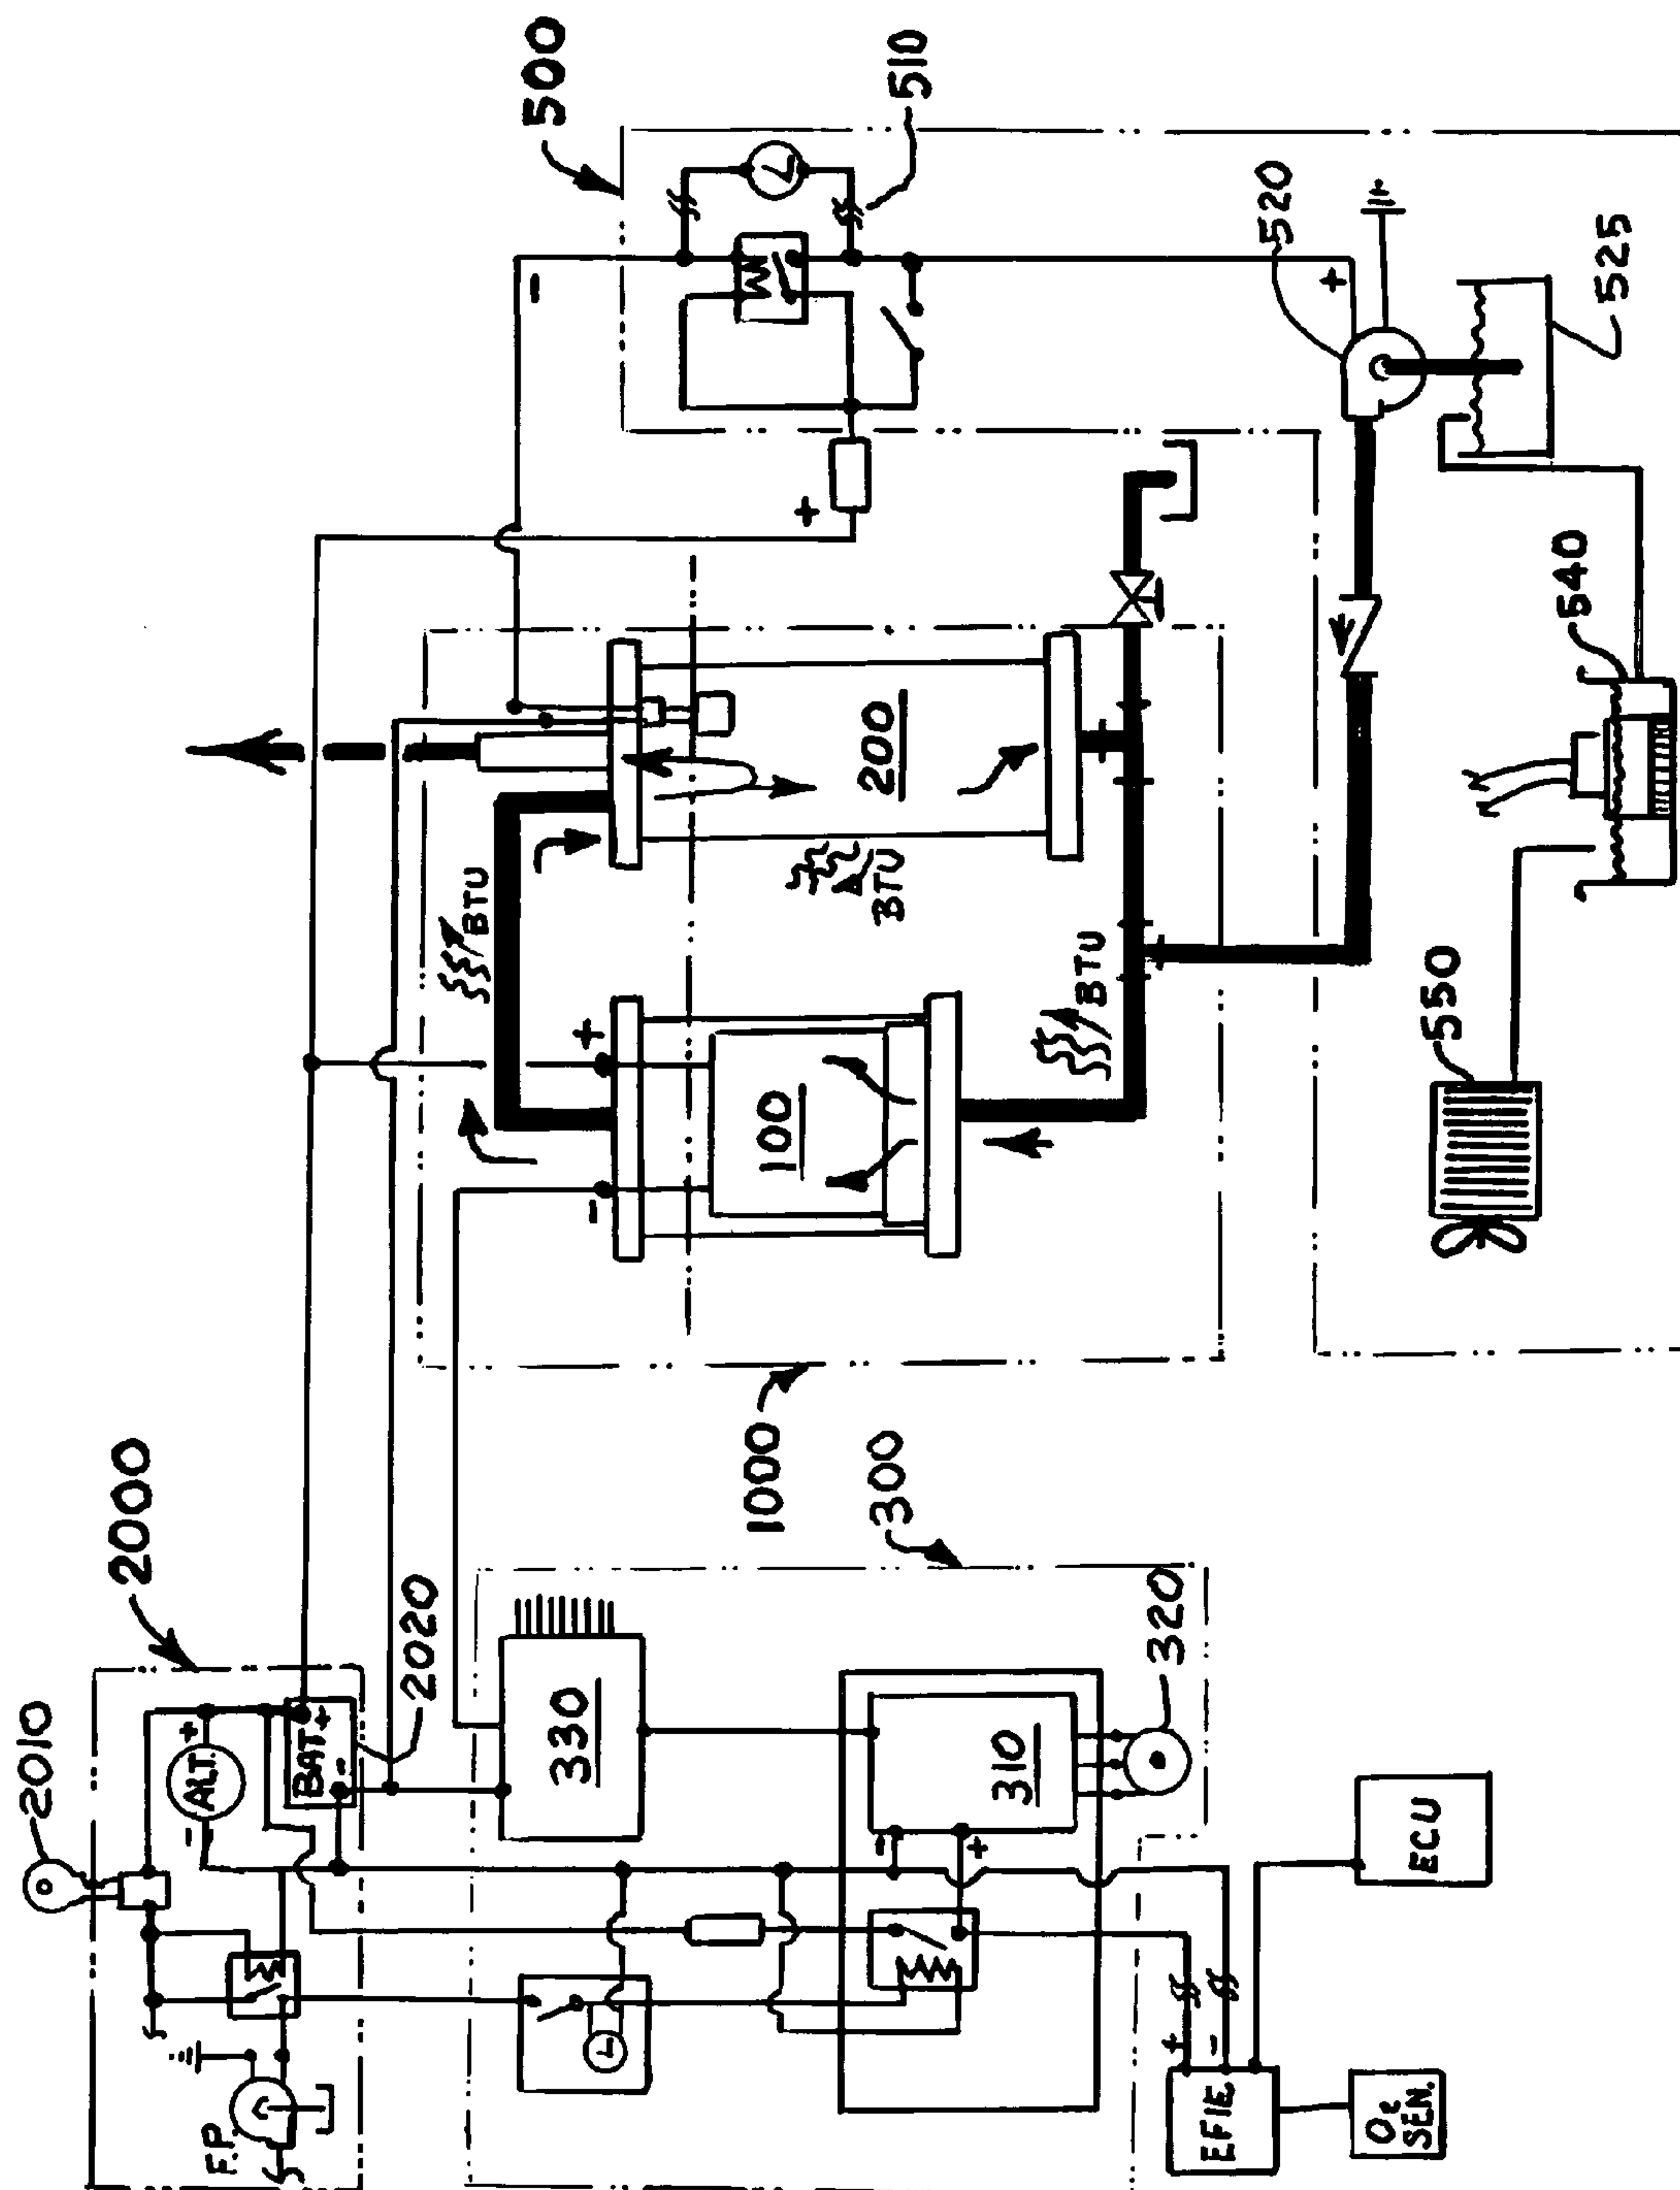 2000
2010
ALT.
+
-
BAT.
+
-
2020
F.P.
300
330
310
-
+
320
L
EFIE
+
-
O2
SEN.
ECU
1000
100
-
+
BTU
BTU
BTU
200
500
510
L
-
+
520
+
525
540
550